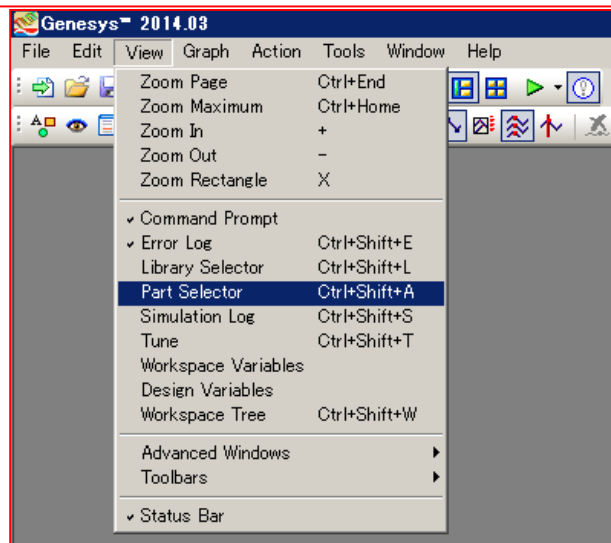 Genesys™ 2014.03
File Edit View Graph Action Tools Window Help
Zoom Page Ctrl+End
Zoom Maximum Ctrl+Home
Zoom In +
Zoom Out -
Zoom Rectangle X
Command Prompt
Error Log Ctrl+Shift+E
Library Selector Ctrl+Shift+L
Part Selector Ctrl+Shift+A
Simulation Log Ctrl+Shift+S
Tune Ctrl+Shift+T
Workspace Variables
Design Variables
Workspace Tree Ctrl+Shift+W
Advanced Windows
Toolbars
Status Bar